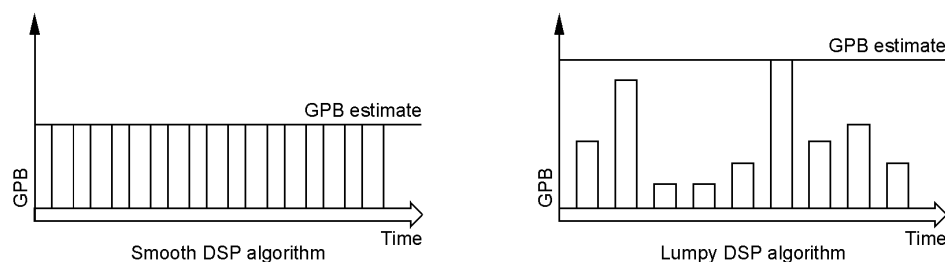 GPB estimate
GPB
Time
Smooth DSP algorithm
GPB estimate
GPB
Time
Lumpy DSP algorithm